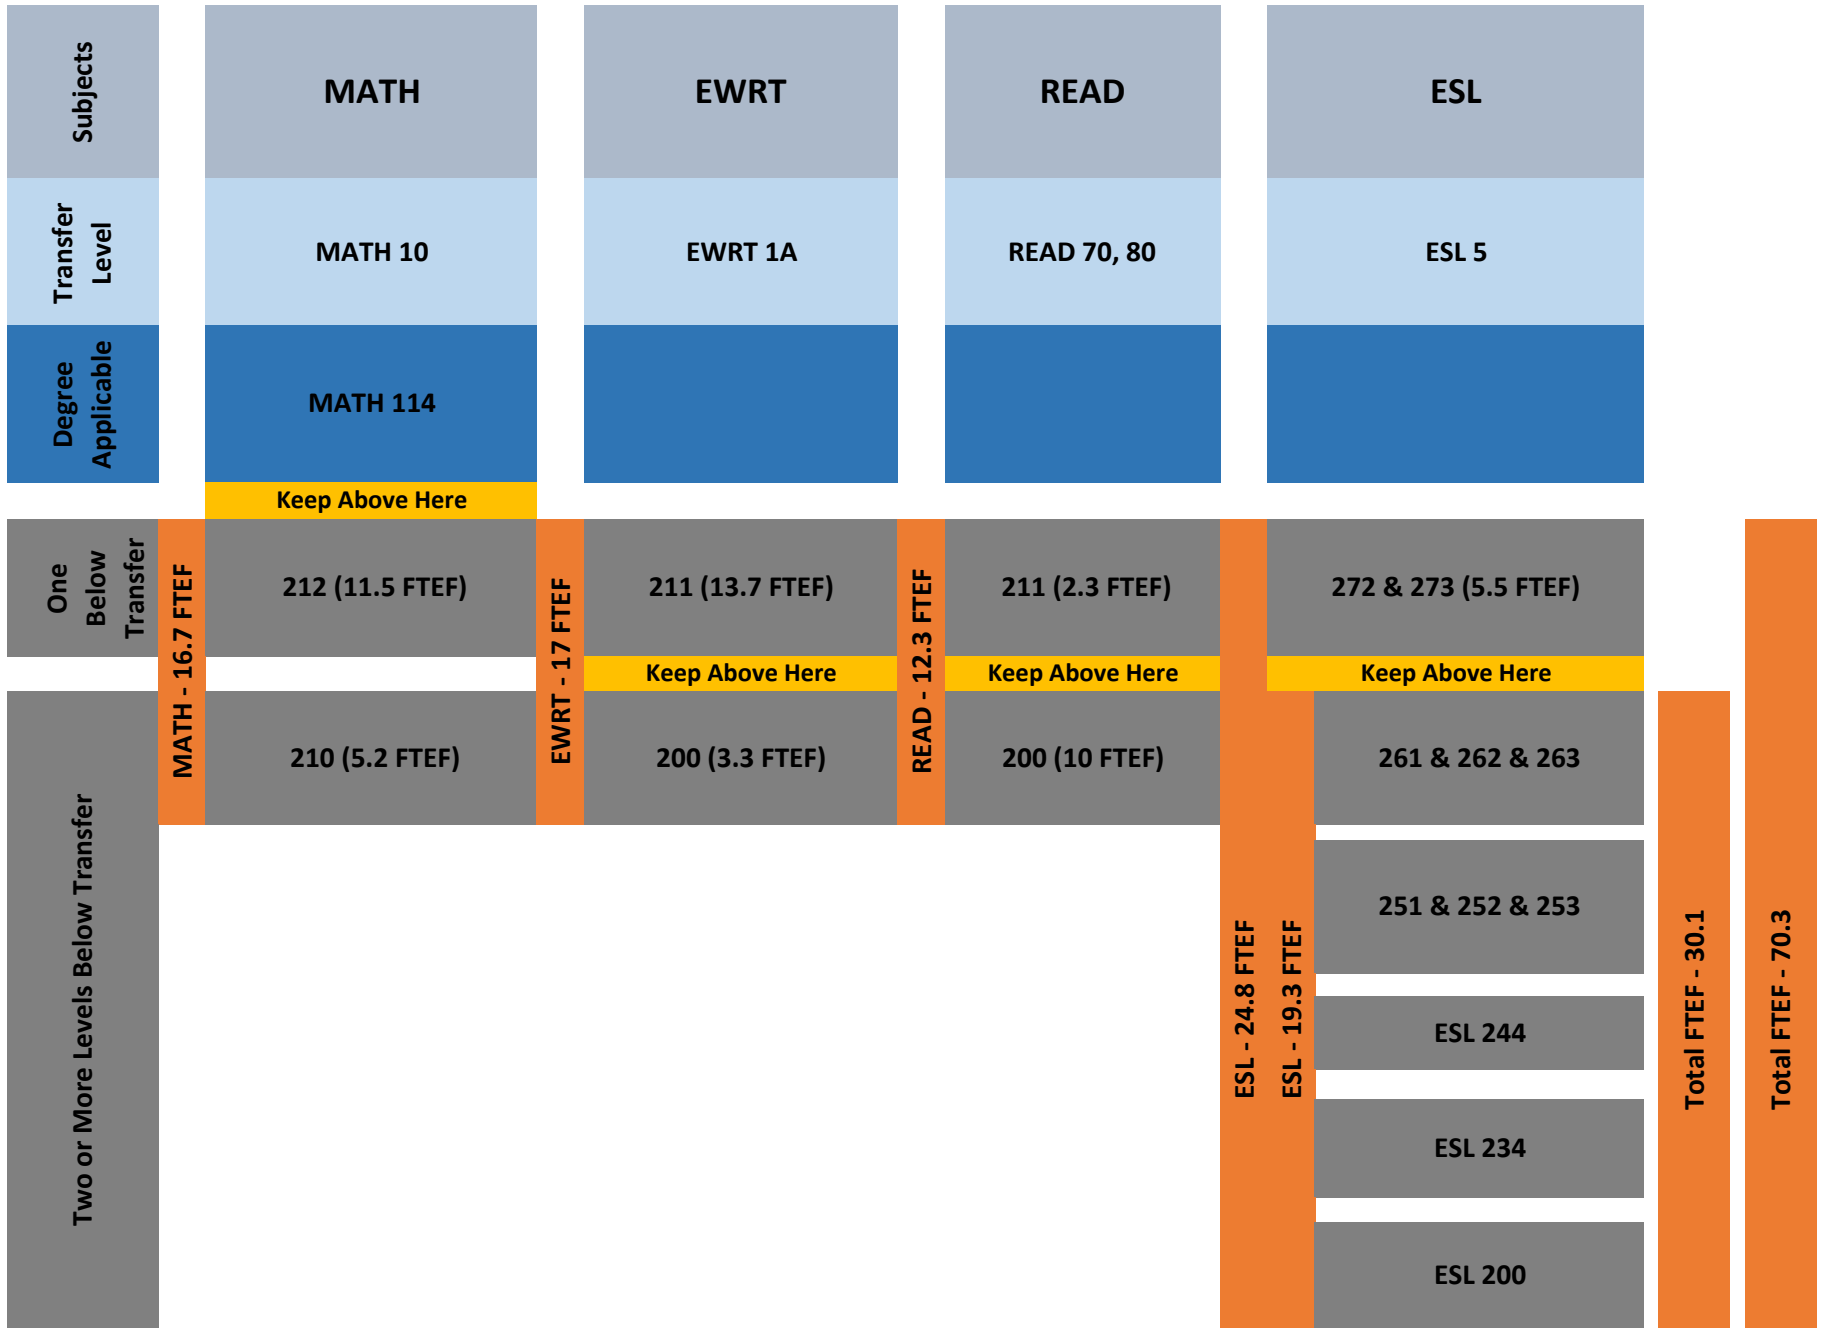 Subjects
MATH
EWRT
READ
ESL
Transfer
Level
MATH 10
EWRT 1A
READ 70, 80
ESL 5
Degree
Applicable
MATH 114
Keep Above Here
One
Below
Transfer
MATH - 16.7 FTEF
212 (11.5 FTEF)
EWRT - 17 FTEF
211 (13.7 FTEF)
READ - 12.3 FTEF
211 (2.3 FTEF)
272 & 273 (5.5 FTEF)
Keep Above Here
Keep Above Here
Keep Above Here
Two or More Levels Below Transfer
210 (5.2 FTEF)
200 (3.3 FTEF)
200 (10 FTEF)
ESL - 24.8 FTEF
ESL - 19.3 FTEF
261 & 262 & 263
251 & 252 & 253
ESL 244
ESL 234
ESL 200
Total FTEF - 30.1
Total FTEF - 70.3